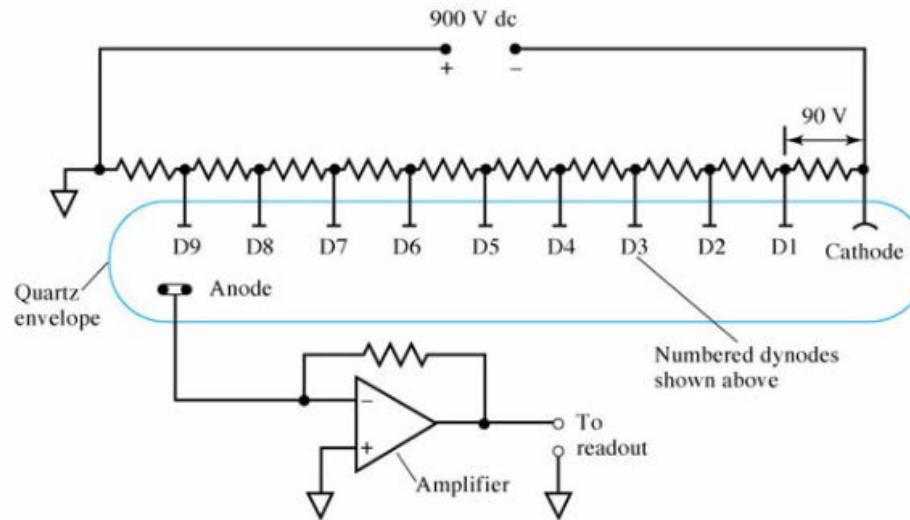 900 V dc
+ −
90 V
D9 D8 D7 D6 D5 D4 D3 D2 D1
Cathode
Quartz
envelope
Anode
Numbered dynodes
shown above
−
+
To
readout
Amplifier